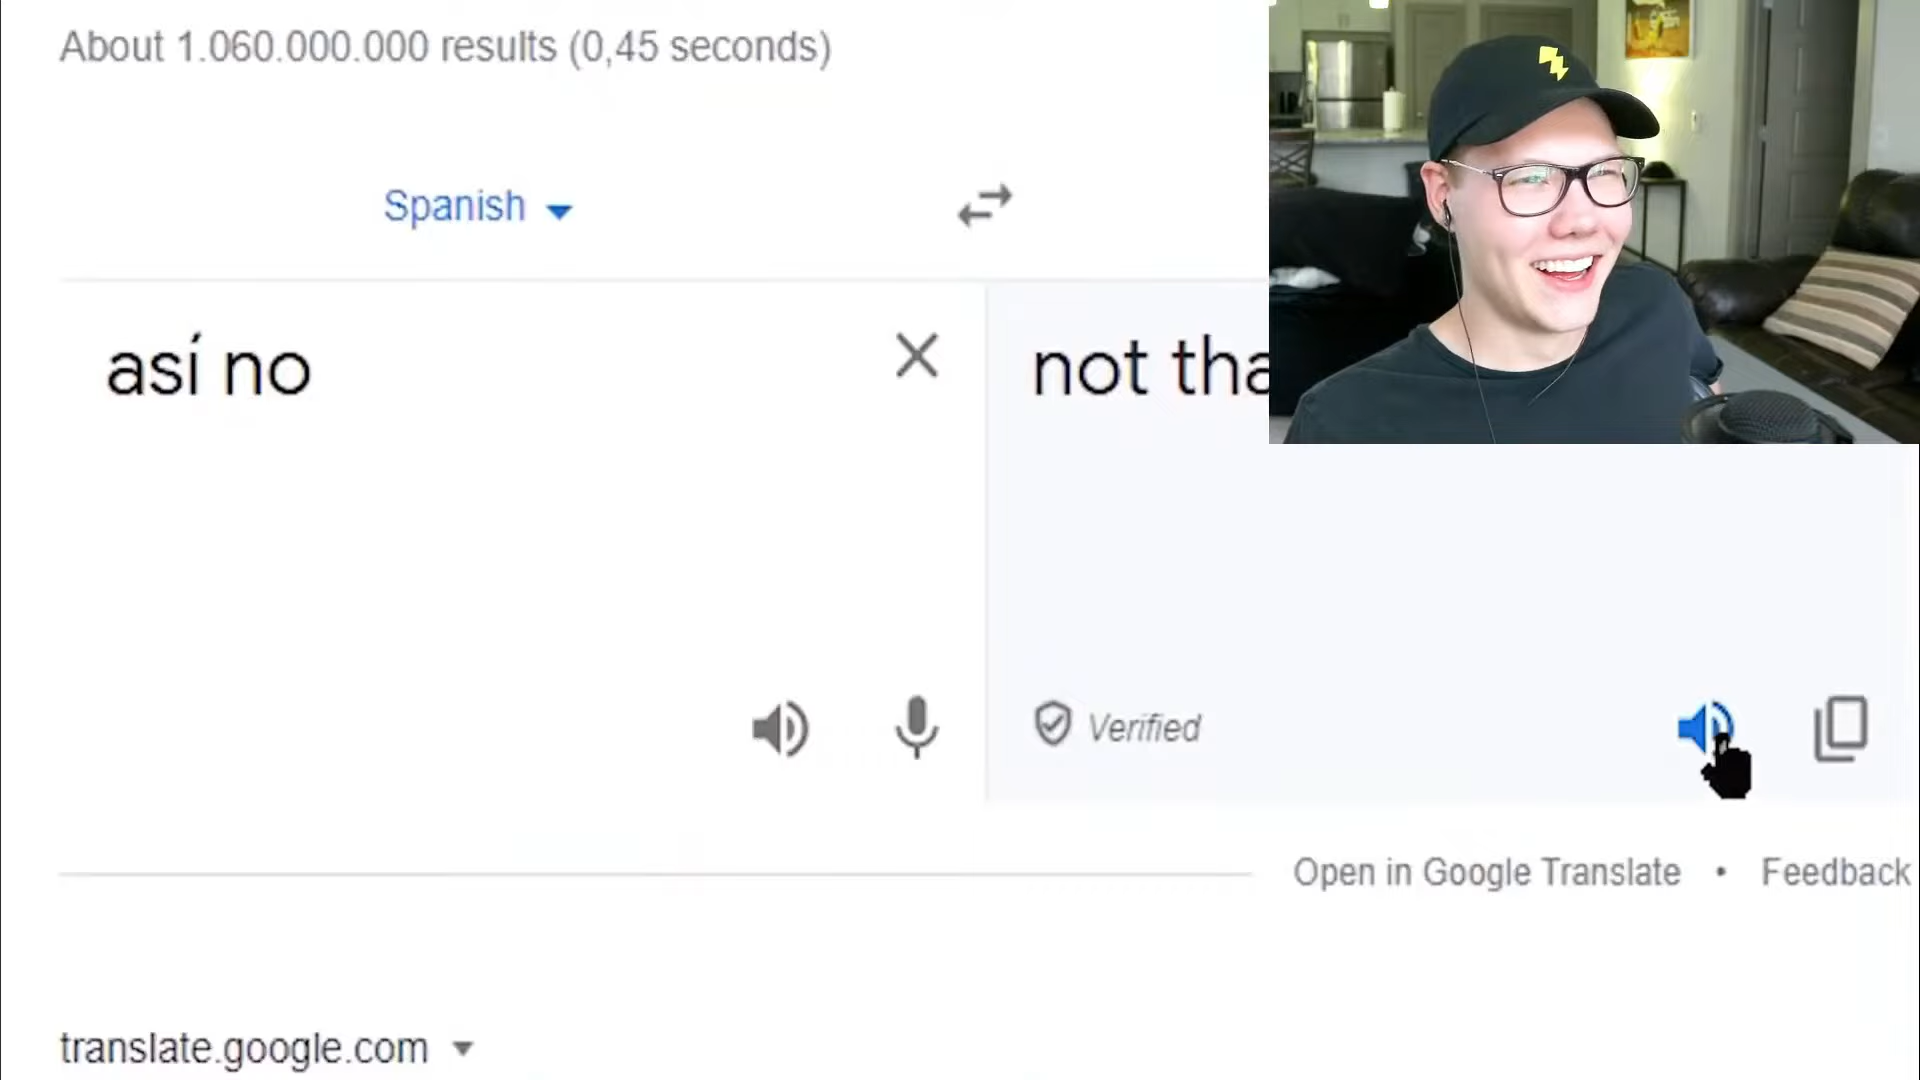 About 1.060.000.000 results (0,45 seconds)
Spanish
así no
not
Verified
Open in Google Translate • Feedback
translate.google.com